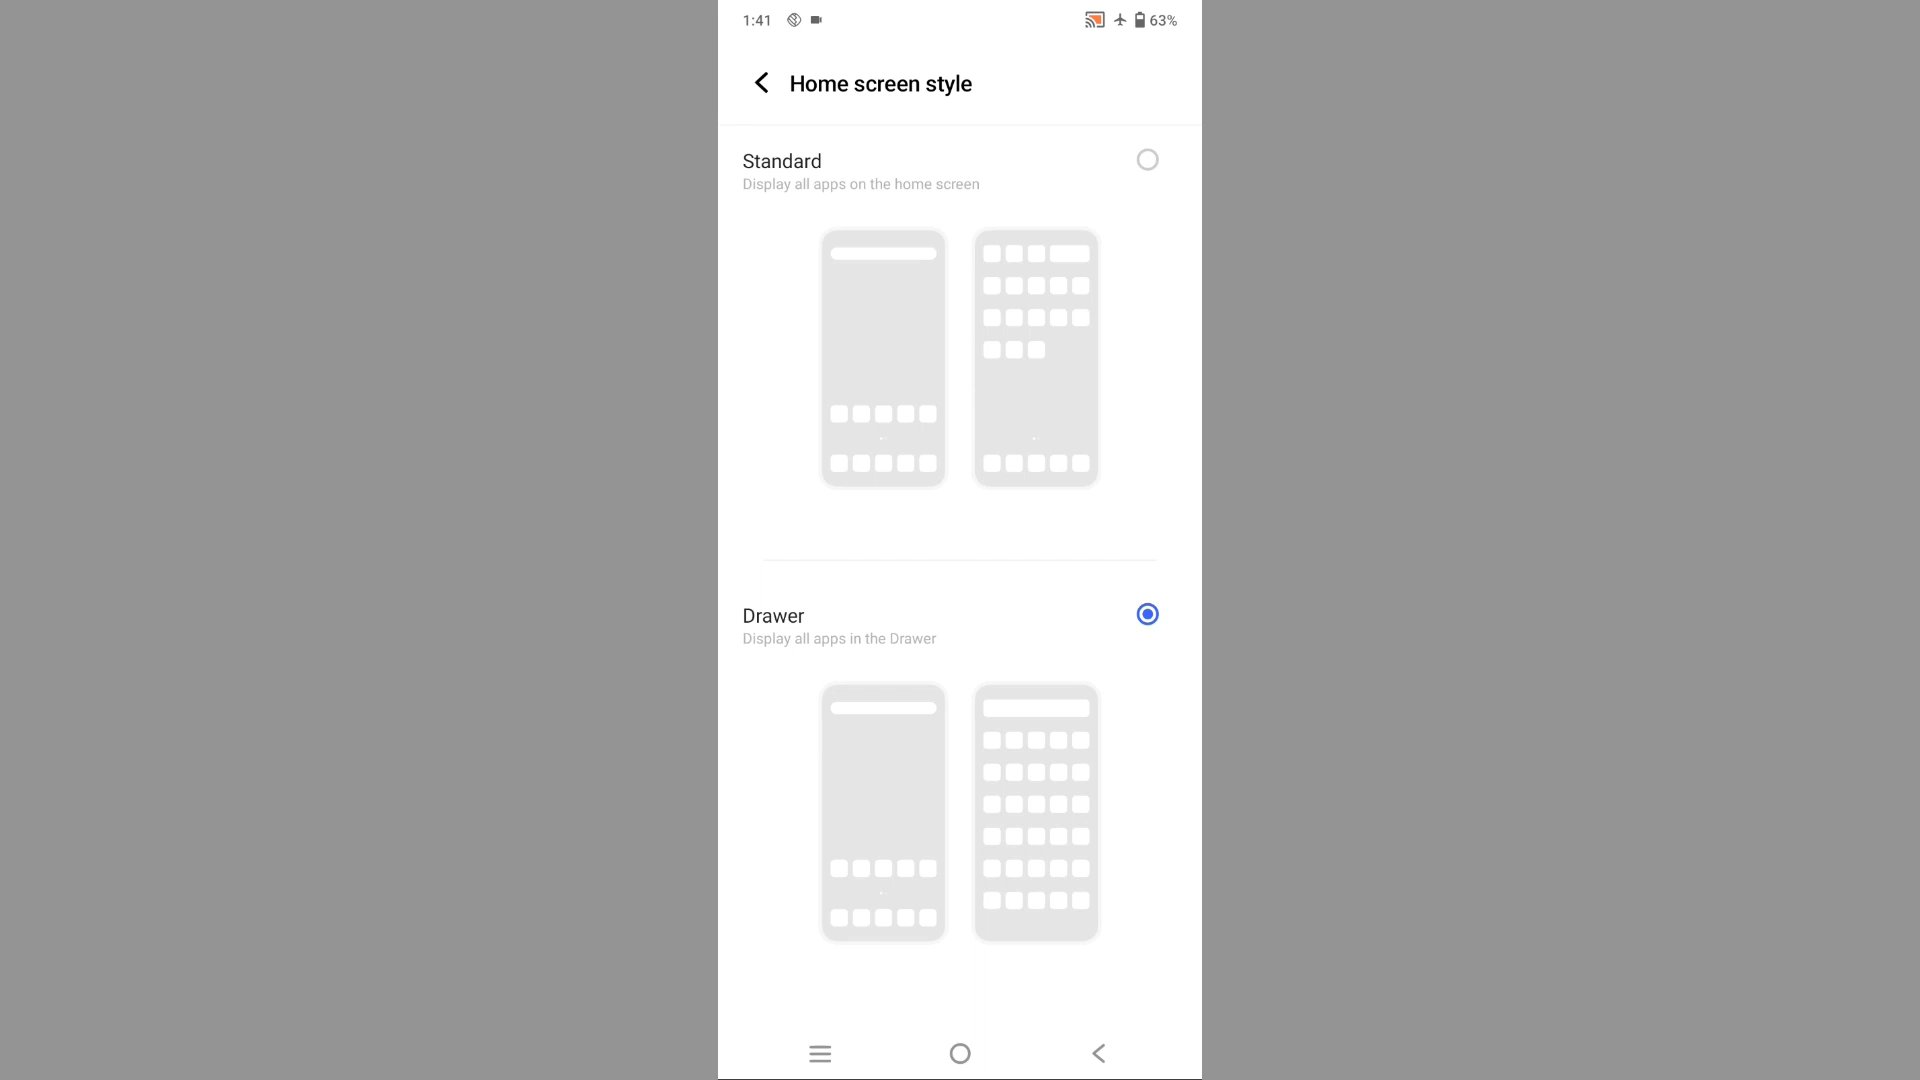 1:41
63%
Home screen style
Standard
Display all apps on the home screen
Drawer
Display all apps in the Drawer